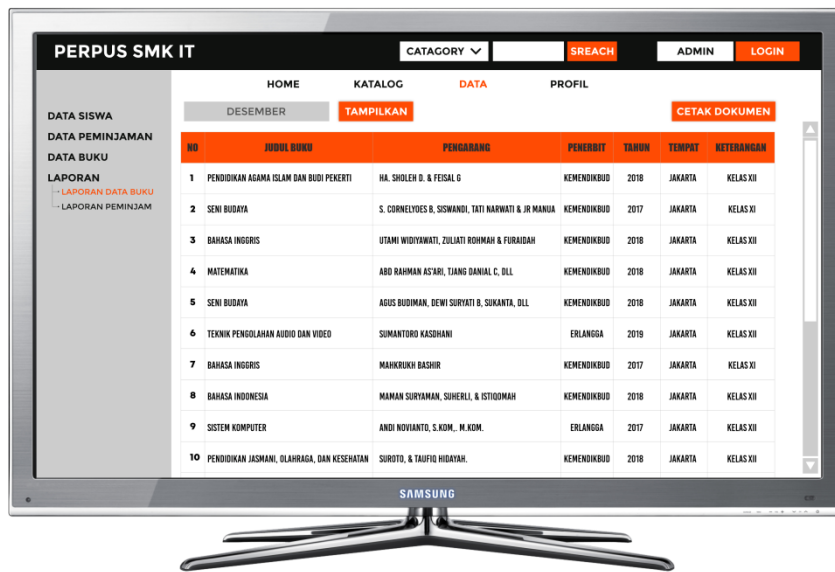 PERPUS SMK IT CATAGORY SREACH ADMIN LOGIN
HOME KATALOG DATA PROFIL
DESEMBER TAMPILKAN CETAK DOKUMEN
DATA SISWA
DATA PEMINJAMAN
DATA BUKU
LAPORAN
LAPORAN DATA BUKU
LAPORAN PEMINJAM
NO JUDUL BUKU PENGARANG PENERBIT TAHUN TEMPAT KETERANGAN
1 PENDIDIKAN AGAMA ISLAM DAN BUDI PEKERTI HA. SHOLEH D. & FEISAL G KEMENDIKBUD 2018 JAKARTA KELAS XII
2 SENI BUDAYA S. CORNELYOES B, SISWANDI, TATI NARWATI & JR MANUA KEMENDIKBUD 2017 JAKARTA KELAS XI
3 BAHASA INGGRIS UTAMI WIDIYAWATI, ZULIATI ROHMAH & FURAIDAH KEMENDIKBUD 2018 JAKARTA KELAS XII
4 MATEMATIKA ABD RAHMAN AS'ARI, TJANG DANIAL C, DLL KEMENDIKBUD 2018 JAKARTA KELAS XII
5 SENI BUDAYA AGUS BUDIMAN, DEWI SURYATI B, SUKANTA, DLL KEMENDIKBUD 2018 JAKARTA KELAS XII
6 TEKNIK PENGOLAHAN AUDIO DAN VIDEO SUMANTORO KASDHANI ERLANGGA 2019 JAKARTA KELAS XII
7 BAHASA INGGRIS MAHKRUKH BASHIR KEMENDIKBUD 2017 JAKARTA KELAS XI
8 BAHASA INDONESIA MAMAN SURYAMAN, SUHERLI, & ISTIQOMAH KEMENDIKBUD 2018 JAKARTA KELAS XII
9 SISTEM KOMPUTER ANDI NOVIANTO, S.KOM,. M.KOM. ERLANGGA 2017 JAKARTA KELAS XII
10 PENDIDIKAN JASMANI, OLAHRAGA, DAN KESEHATAN SUROTO, & TAUFIQ HIDAYAH. KEMENDIKBUD 2018 JAKARTA KELAS XII
SAMSUNG